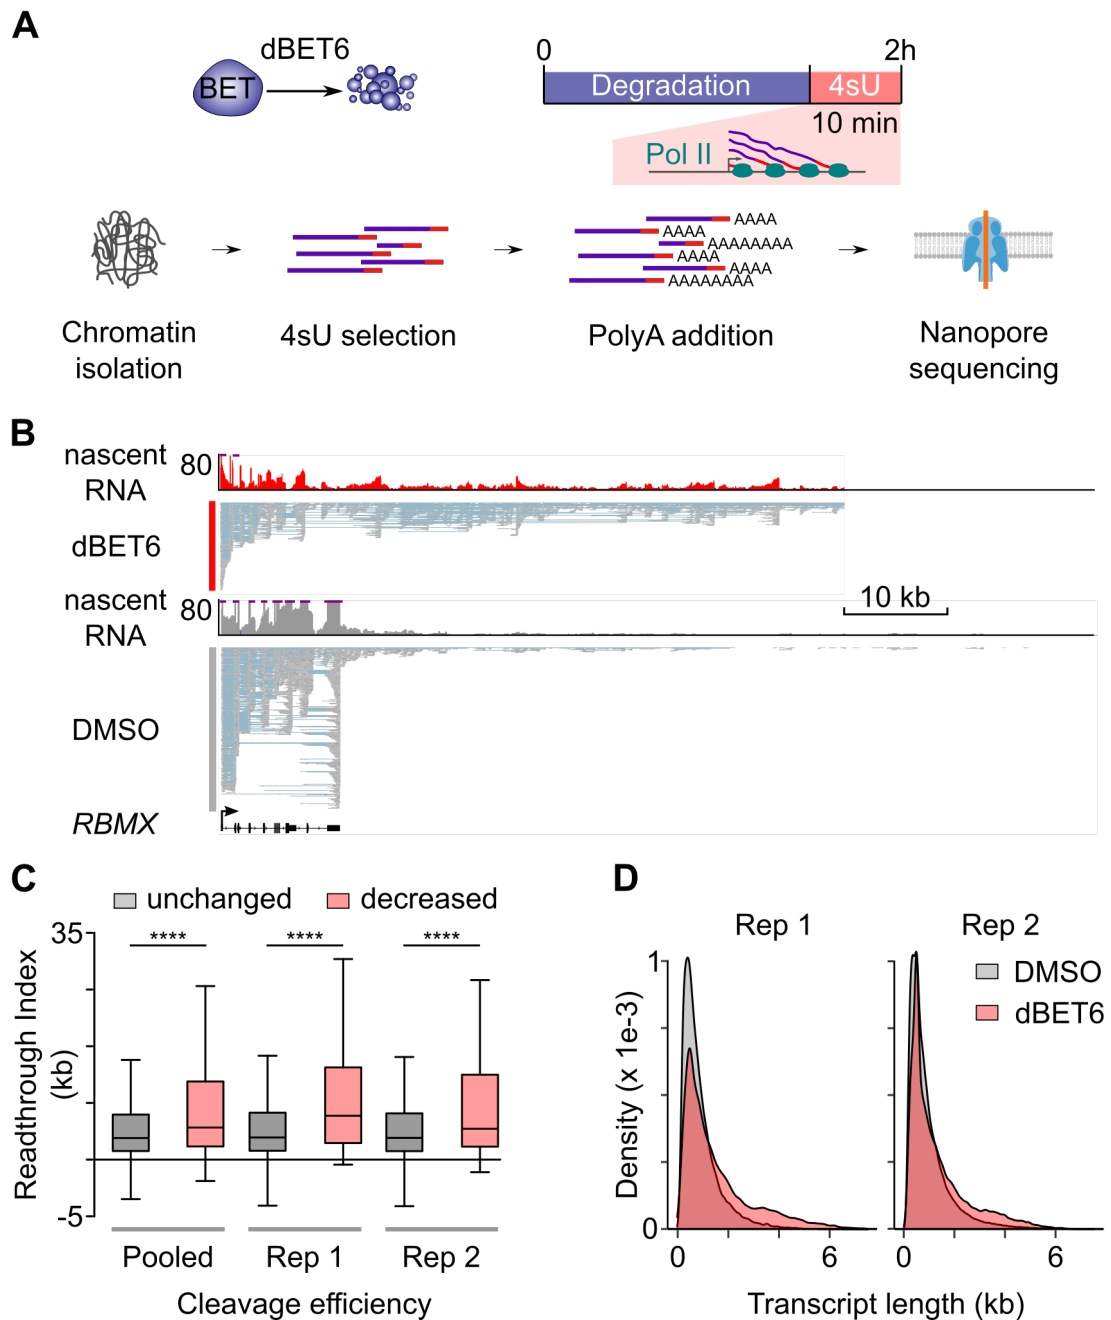 A
dBET6
BET
0
2h
Degradation
4sU
10 min
Pol II
AAAA
AAAA
AAAAAAAA
AAAA
AAAA
AAAAAAAA
Chromatin
isolation
4sU selection
PolyA addition
Nanopore
sequencing
B
nascent
RNA
80
dBET6
nascent
RNA
80
10 kb
DMSO
RBMX
C
unchanged
decreased
35
-5
Readthrough Index
(kb)
****
****
****
Pooled
Rep 1
Rep 2
Cleavage efficiency
D
Rep 1
Rep 2
DMSO
dBET6
1
0
Density (x 1e-3)
0
6
0
6
Transcript length (kb)